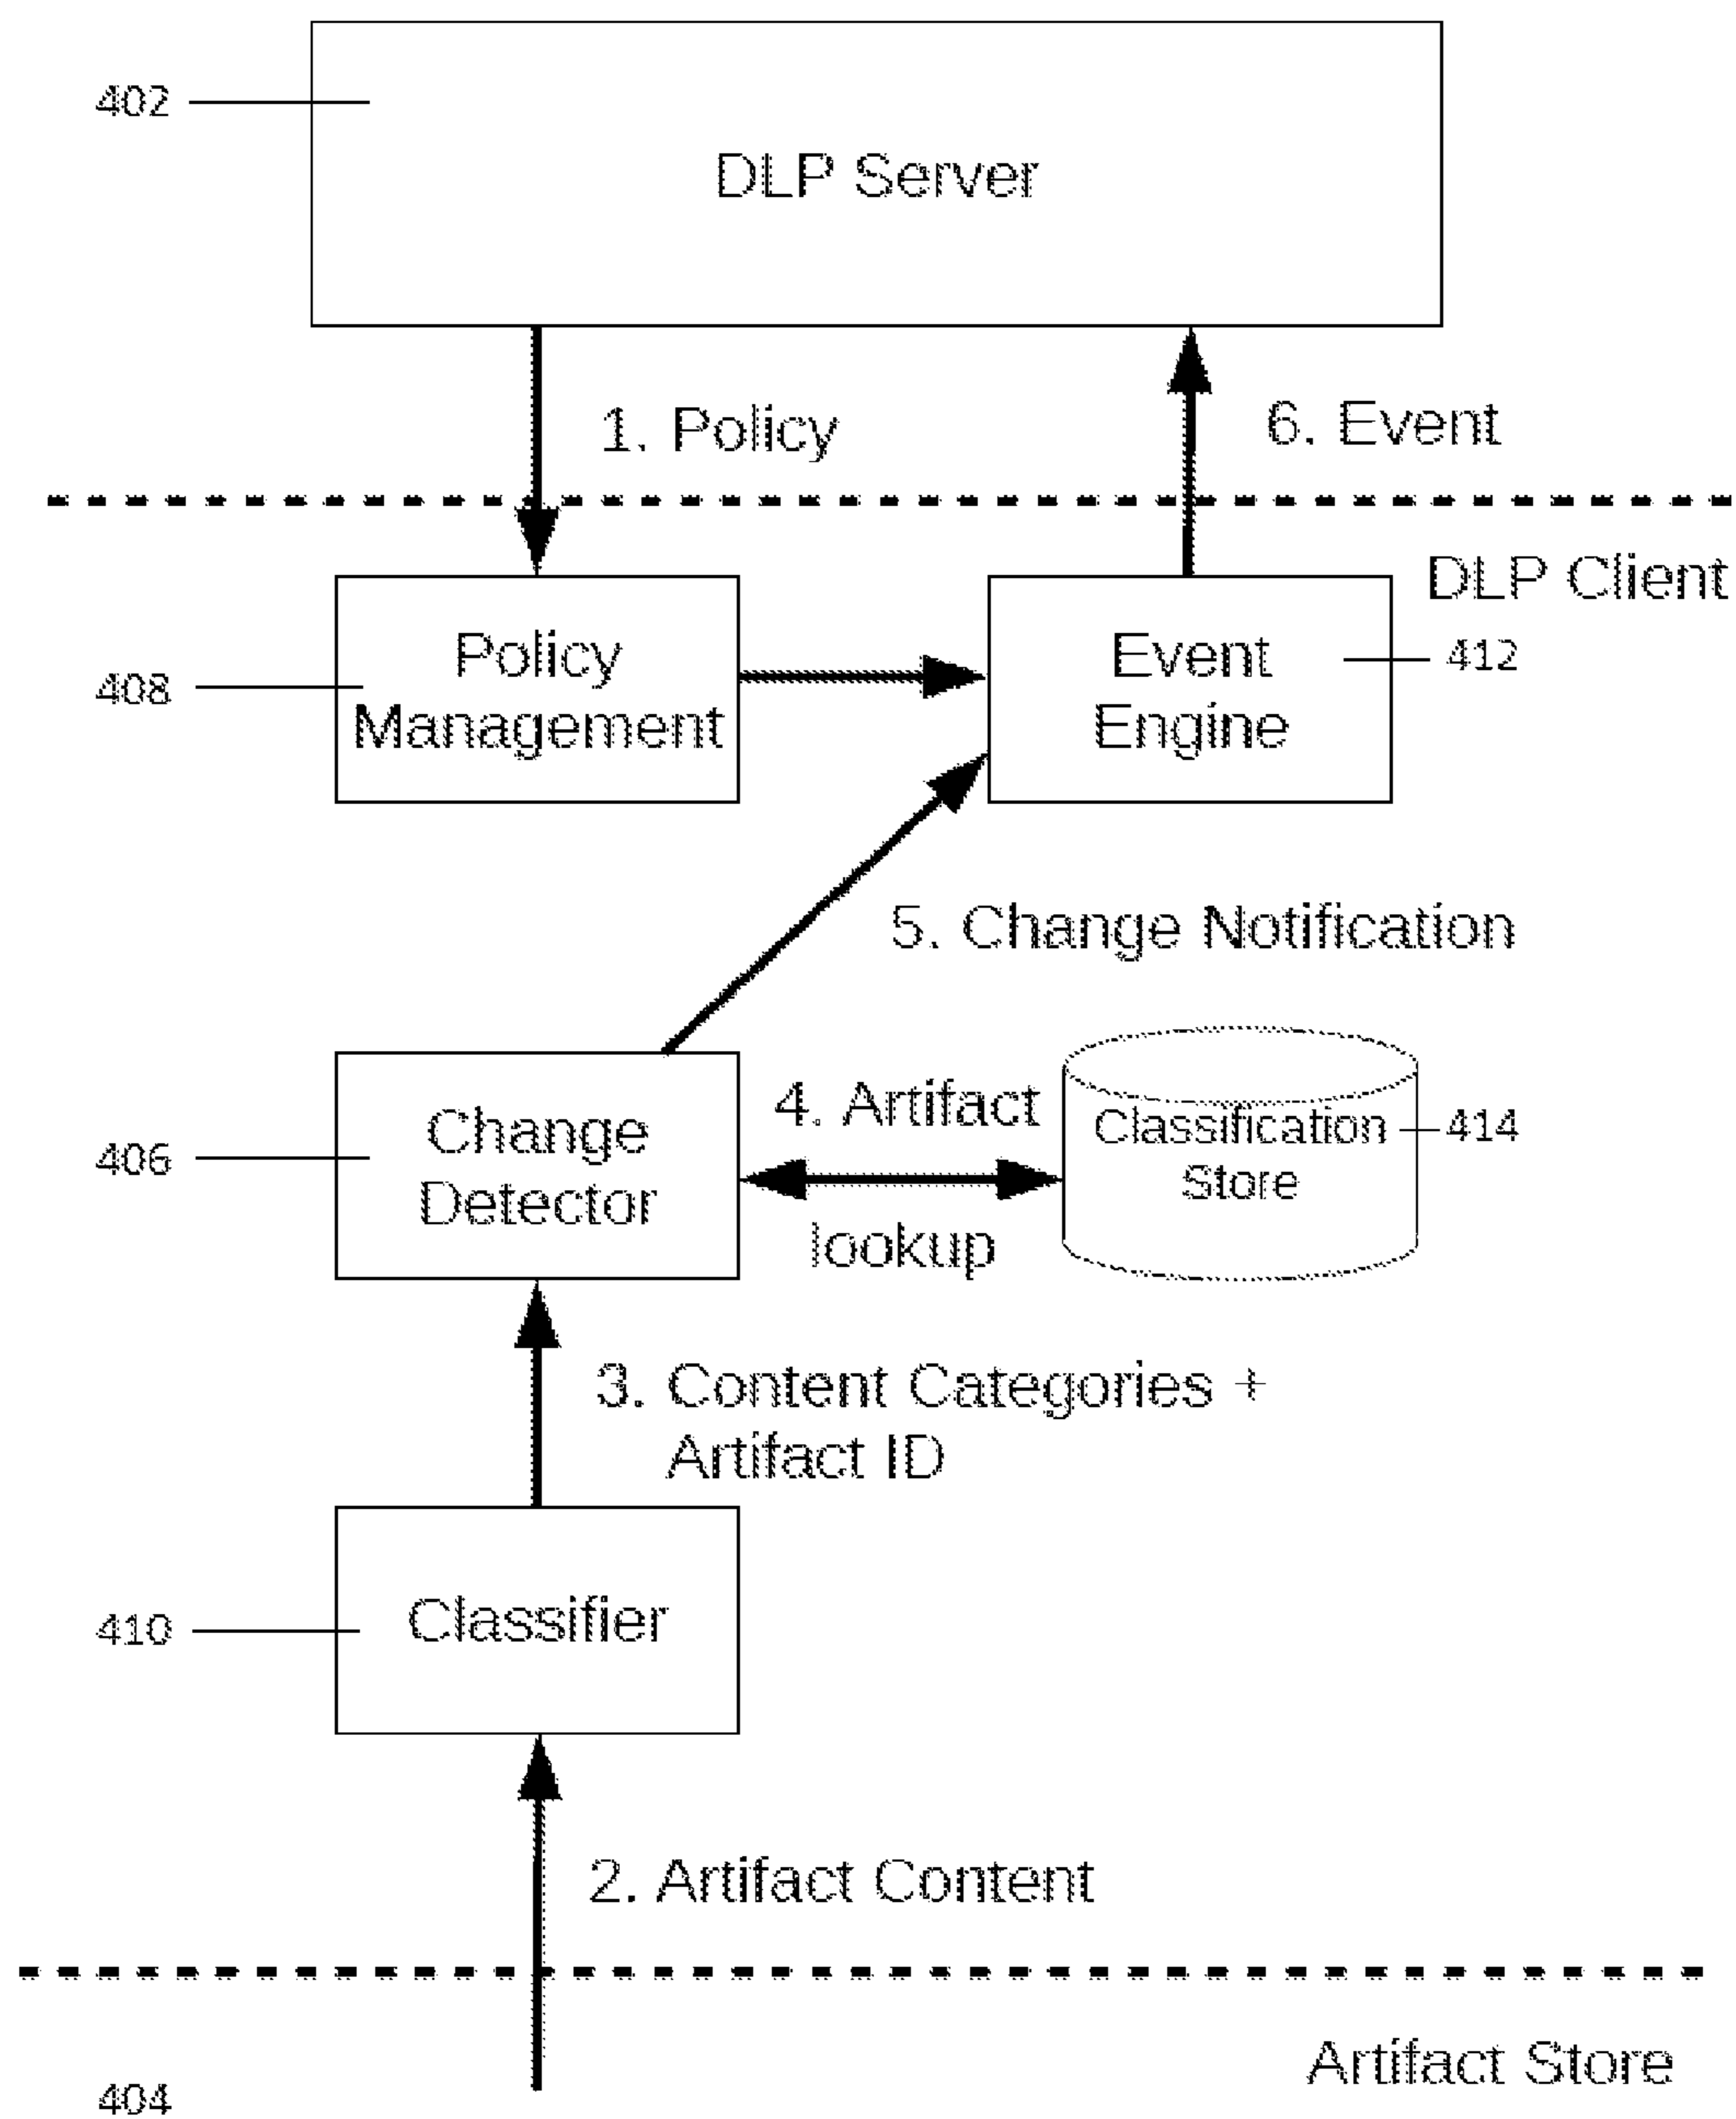 402
DLP Server
1. Policy
6. Event
DLP Client
408
Policy
Management
Event
Engine
412
5. Change Notification
406
Change
Detector
4. Artifact
lookup
Classification
Store
414
3. Content Categories +
Artifact ID
410
Classifier
2. Artifact Content
Artifact Store
404